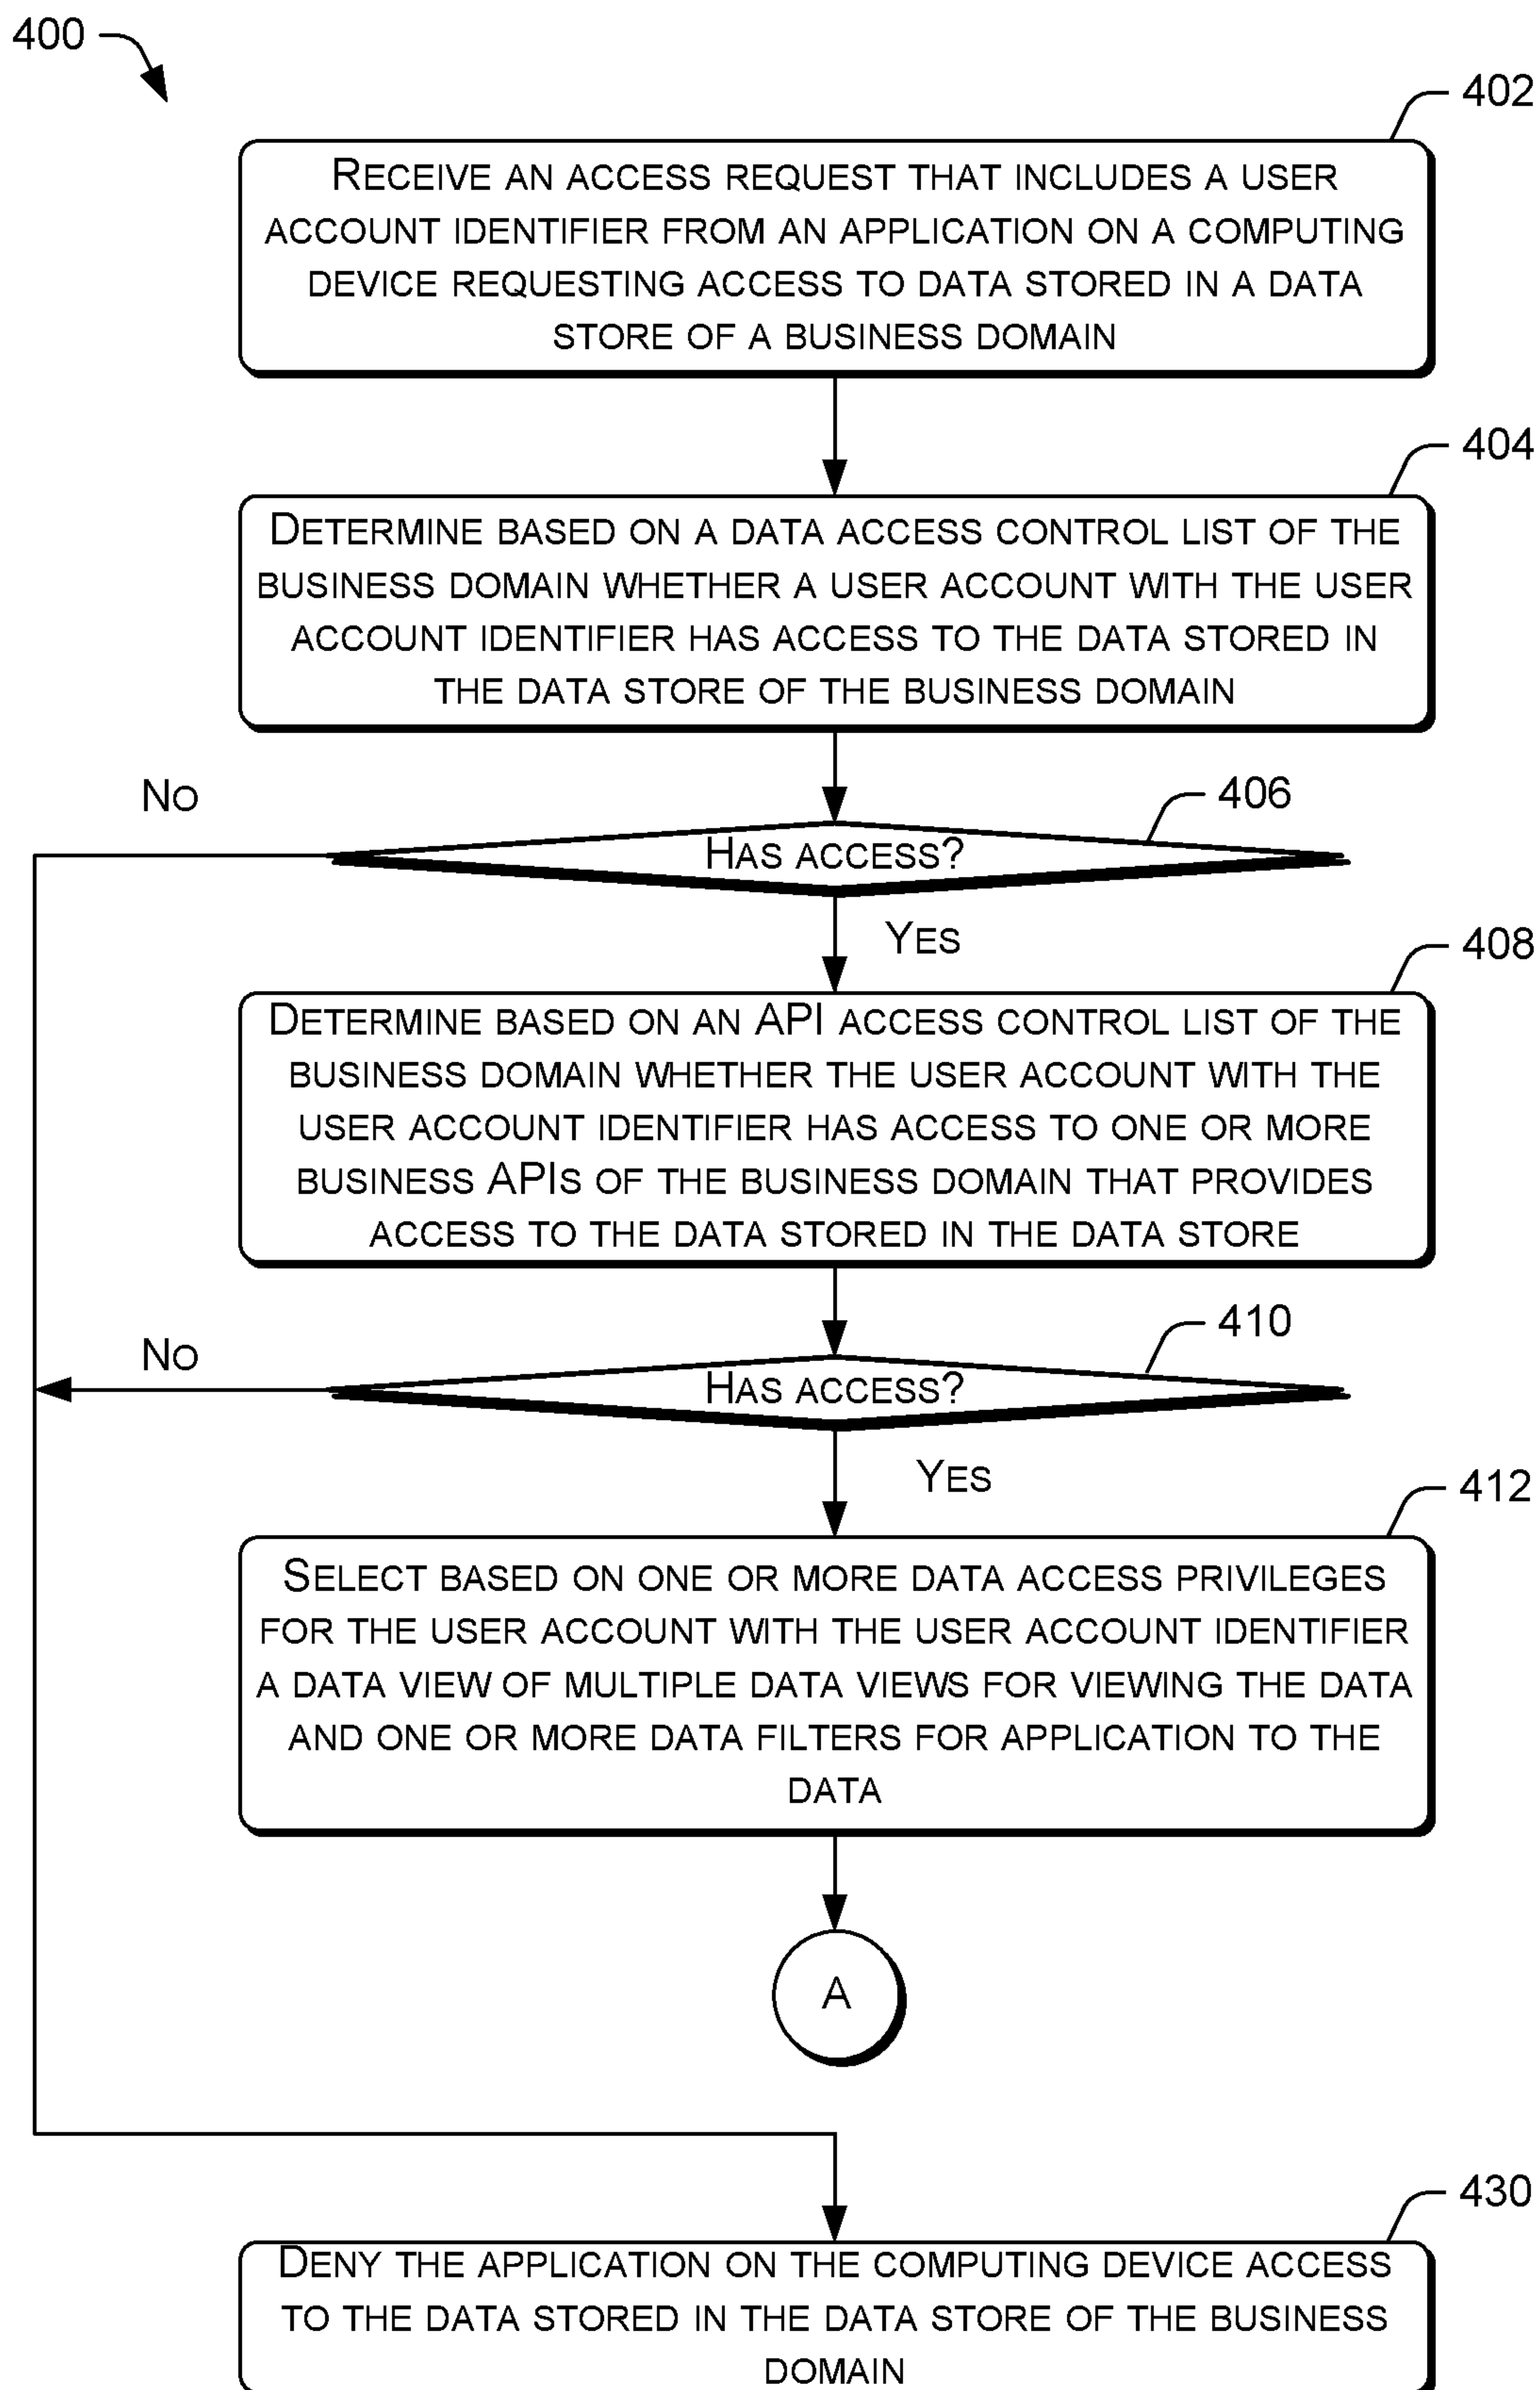 400
402
RECEIVE AN ACCESS REQUEST THAT INCLUDES A USER
ACCOUNT IDENTIFIER FROM AN APPLICATION ON A COMPUTING
DEVICE REQUESTING ACCESS TO DATA STORED IN A DATA
STORE OF A BUSINESS DOMAIN
404
DETERMINE BASED ON A DATA ACCESS CONTROL LIST OF THE
BUSINESS DOMAIN WHETHER A USER ACCOUNT WITH THE USER
ACCOUNT IDENTIFIER HAS ACCESS TO THE DATA STORED IN
THE DATA STORE OF THE BUSINESS DOMAIN
NO
406
HAS ACCESS?
YES
408
DETERMINE BASED ON AN API ACCESS CONTROL LIST OF THE
BUSINESS DOMAIN WHETHER THE USER ACCOUNT WITH THE
USER ACCOUNT IDENTIFIER HAS ACCESS TO ONE OR MORE
BUSINESS APIS OF THE BUSINESS DOMAIN THAT PROVIDES
ACCESS TO THE DATA STORED IN THE DATA STORE
410
NO
HAS ACCESS?
YES
412
SELECT BASED ON ONE OR MORE DATA ACCESS PRIVILEGES
FOR THE USER ACCOUNT WITH THE USER ACCOUNT IDENTIFIER
A DATA VIEW OF MULTIPLE DATA VIEWS FOR VIEWING THE DATA
AND ONE OR MORE DATA FILTERS FOR APPLICATION TO THE
DATA
A
430
DENY THE APPLICATION ON THE COMPUTING DEVICE ACCESS
TO THE DATA STORED IN THE DATA STORE OF THE BUSINESS
DOMAIN